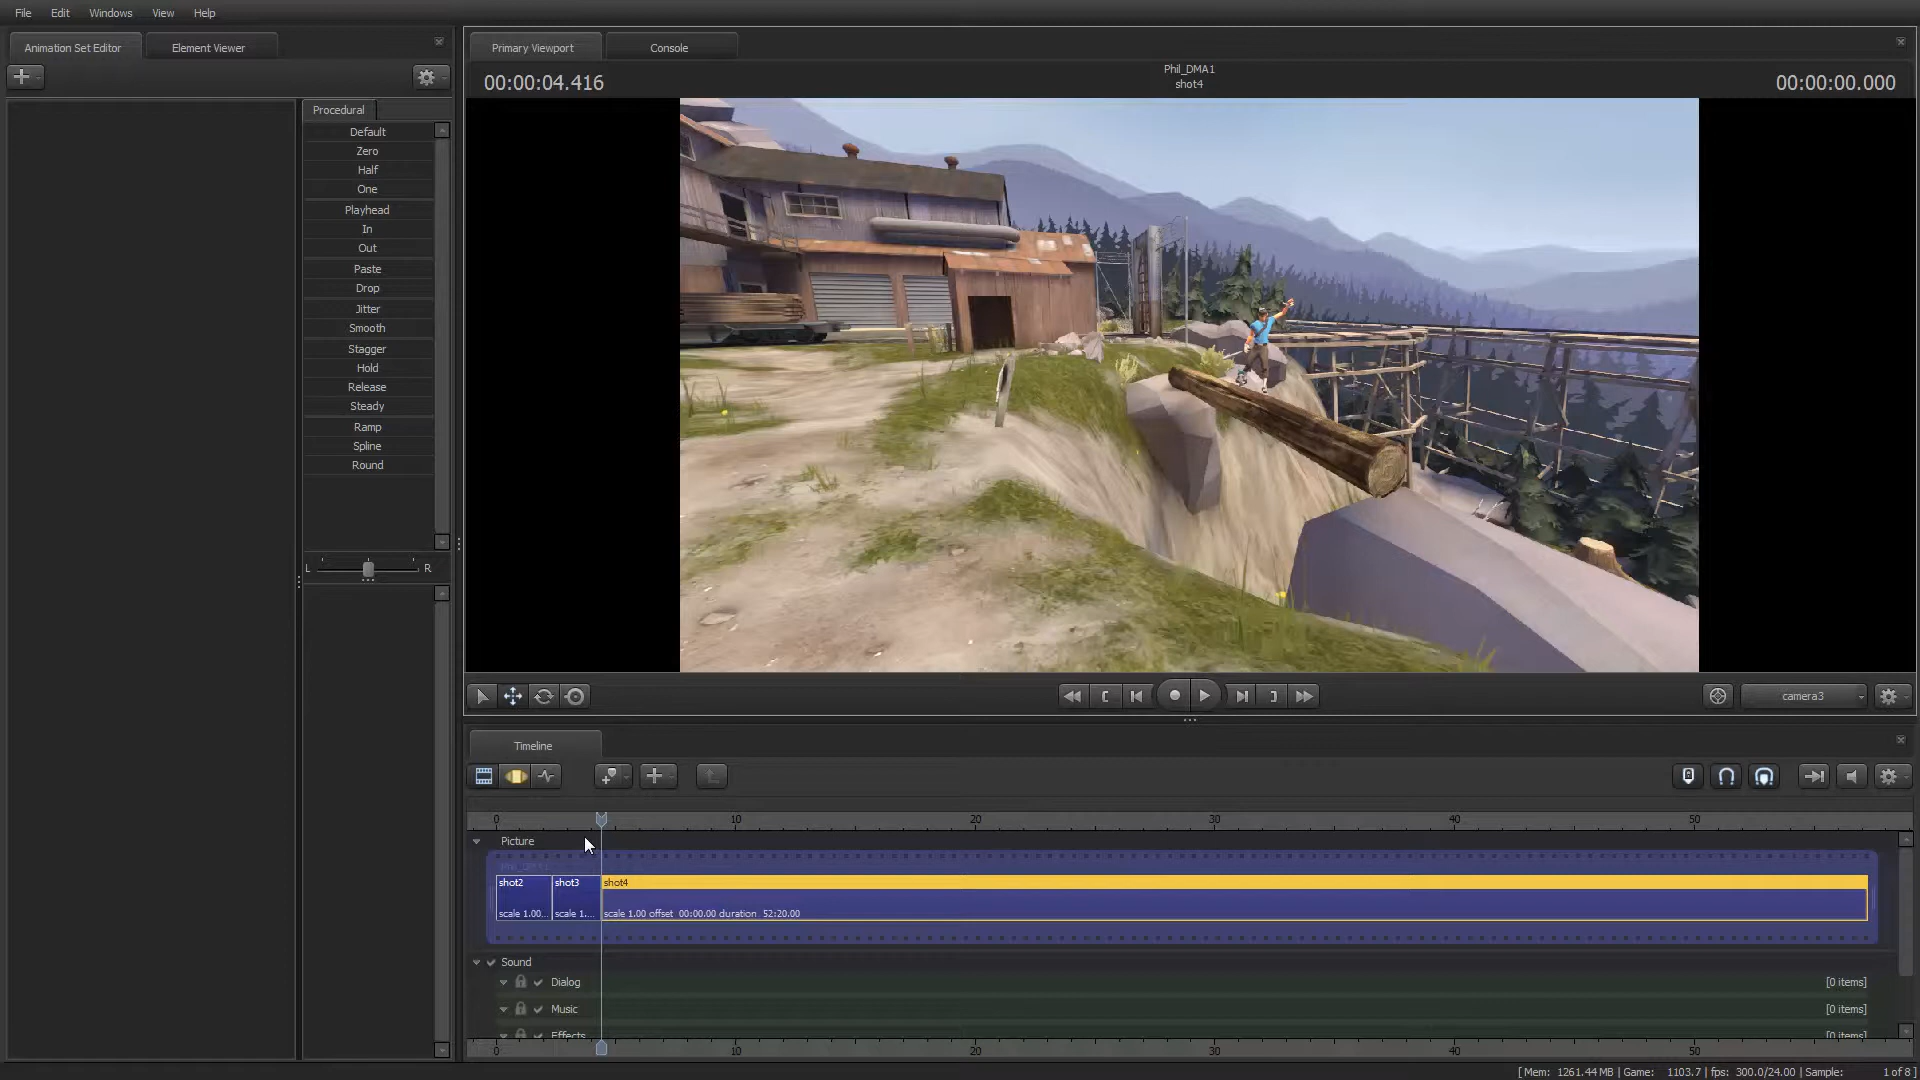 File Edit Windows View Help
Animation Set Editor Element Viewer
Primary Viewport Console
00:00:04.416
Phil_DMA1
shot4
00:00:00.000
Procedural
Default
Zero
Half
One
Playhead
In
Out
Paste
Drop
Jitter
Smooth
Stagger
Hold
Release
Steady
Ramp
Spline
Round
L R
camera3
Timeline
0 10 20 30 40 50
Picture
shot2 shot3 shot4
scale 1.00... scale 1.... scale 1.00 offset 00:00.00 duration 52:20.00
Sound
Dialog [0 items]
Music [0 items]
Effects [0 items]
0 10 20 30 40 50
[ Mem: 1261.44 MB | Game: 1103.7 | fps: 300.0/24.00 | Sample: 1 of 8 ]